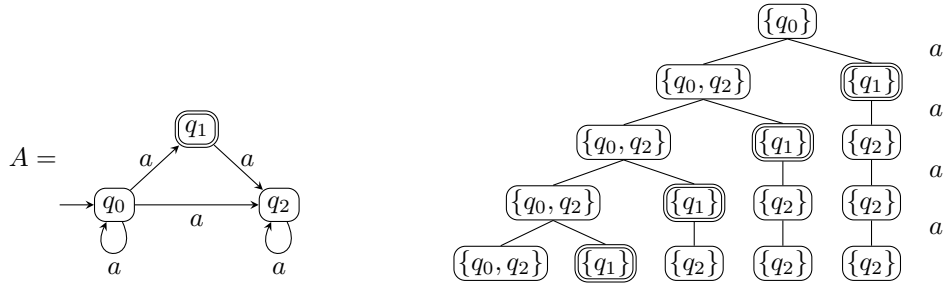 A =
q₁
a a
q₀ a q₂
a a
{q₀}
a
{q₀, q₂} {q₁}
a
{q₀, q₂} {q₁} {q₂}
a
{q₀, q₂} {q₁} {q₂} {q₂}
a
{q₀, q₂} {q₁} {q₂} {q₂} {q₂}